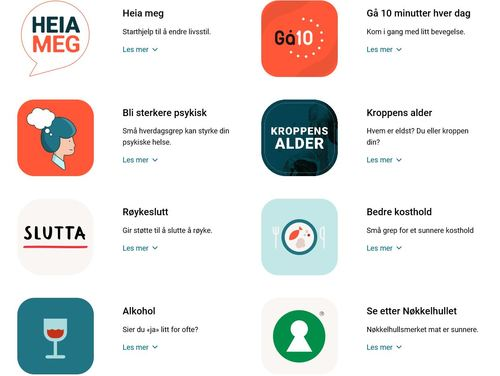 HEIA
MEG
Heia meg
Starthjelp til å endre livsstil.
Les mer
Gå10
Gå 10 minutter hver dag
Kom i gang med litt bevegelse.
Les mer
Bli sterkere psykisk
Små hverdagsgrep kan styrke din
psykiske helse.
Les mer
KROPPENS
ALDER
Kroppens alder
Hvem er eldst? Du eller kroppen
din?
Les mer
SLUTTA
Røykeslutt
Gir støtte til å slutte å røyke.
Les mer
Bedre kosthold
Små grep for et sunnere kosthold
Les mer
Alkohol
Sier du «ja» litt for ofte?
Les mer
®
Se etter Nøkkelhullet
Nøkkelhullsmerket mat er sunnere.
Les mer